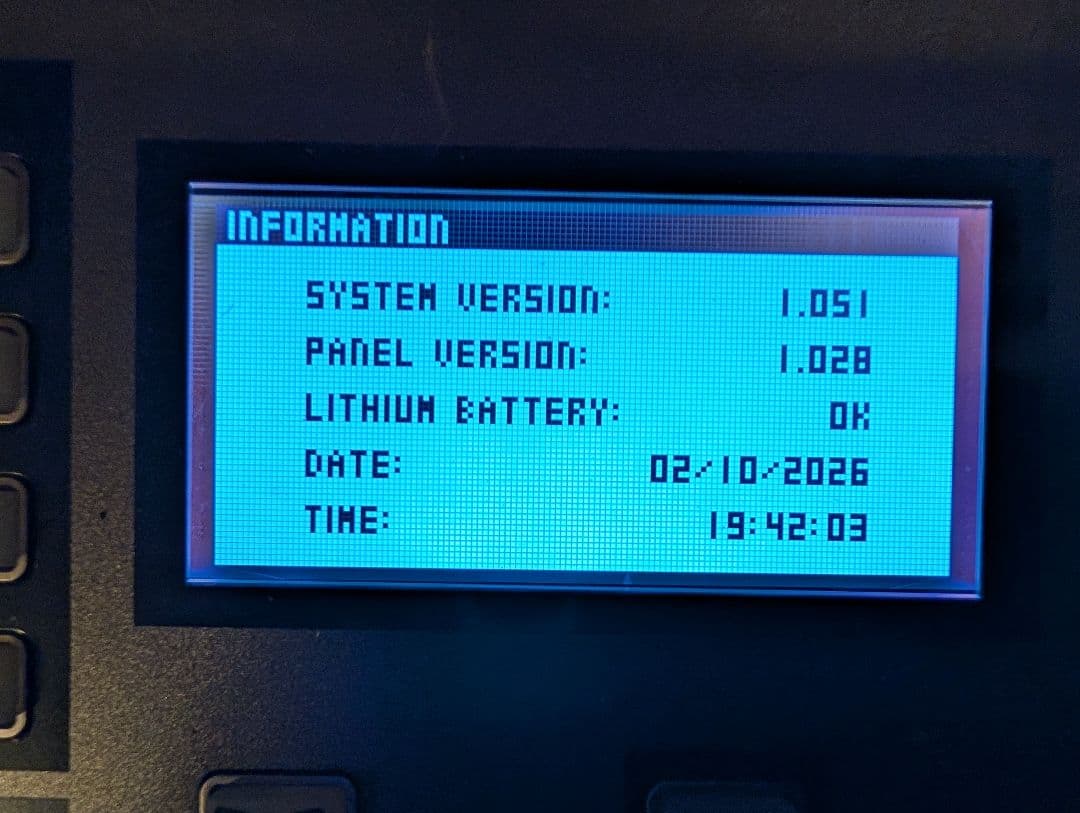 INFORMATION
SYSTEM VERSION: 1.051
PANEL VERSION: 1.028
LITHIUM BATTERY: OK
DATE: 02/10/2026
TIME: 19:42:03